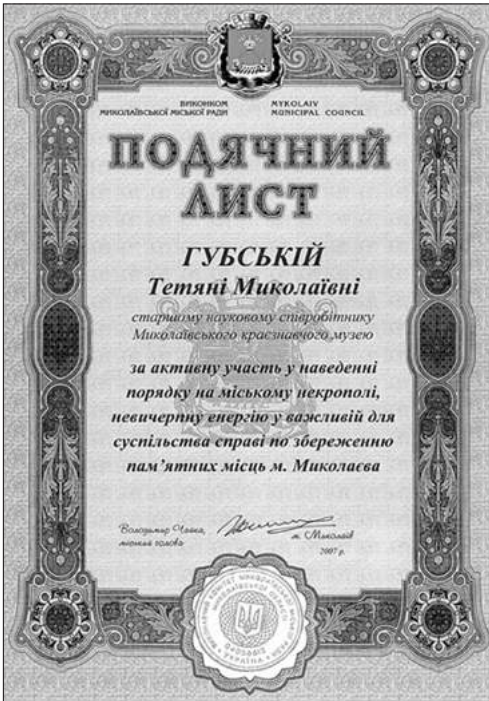 ВИКОНКОМ
МИКОЛАЇВСЬКОЇ МІСЬКОЇ РАДИ
MYKOLAIV
MUNICIPAL COUNCIL
ПОДЯЧНИЙ
ЛИСТ
ГУБСЬКІЙ
Тетяні Миколаївні
старшому науковому співробітнику
Миколаївського краєзнавчого музею
за активну участь у наведенні
порядку на міському некрополі,
невичерпну енергію у важливій для
суспільства справі по збереженню
пам’ятних місць м. Миколаєва
Володимир Чайка,
міський голова
м. Миколаїв
2007 р.